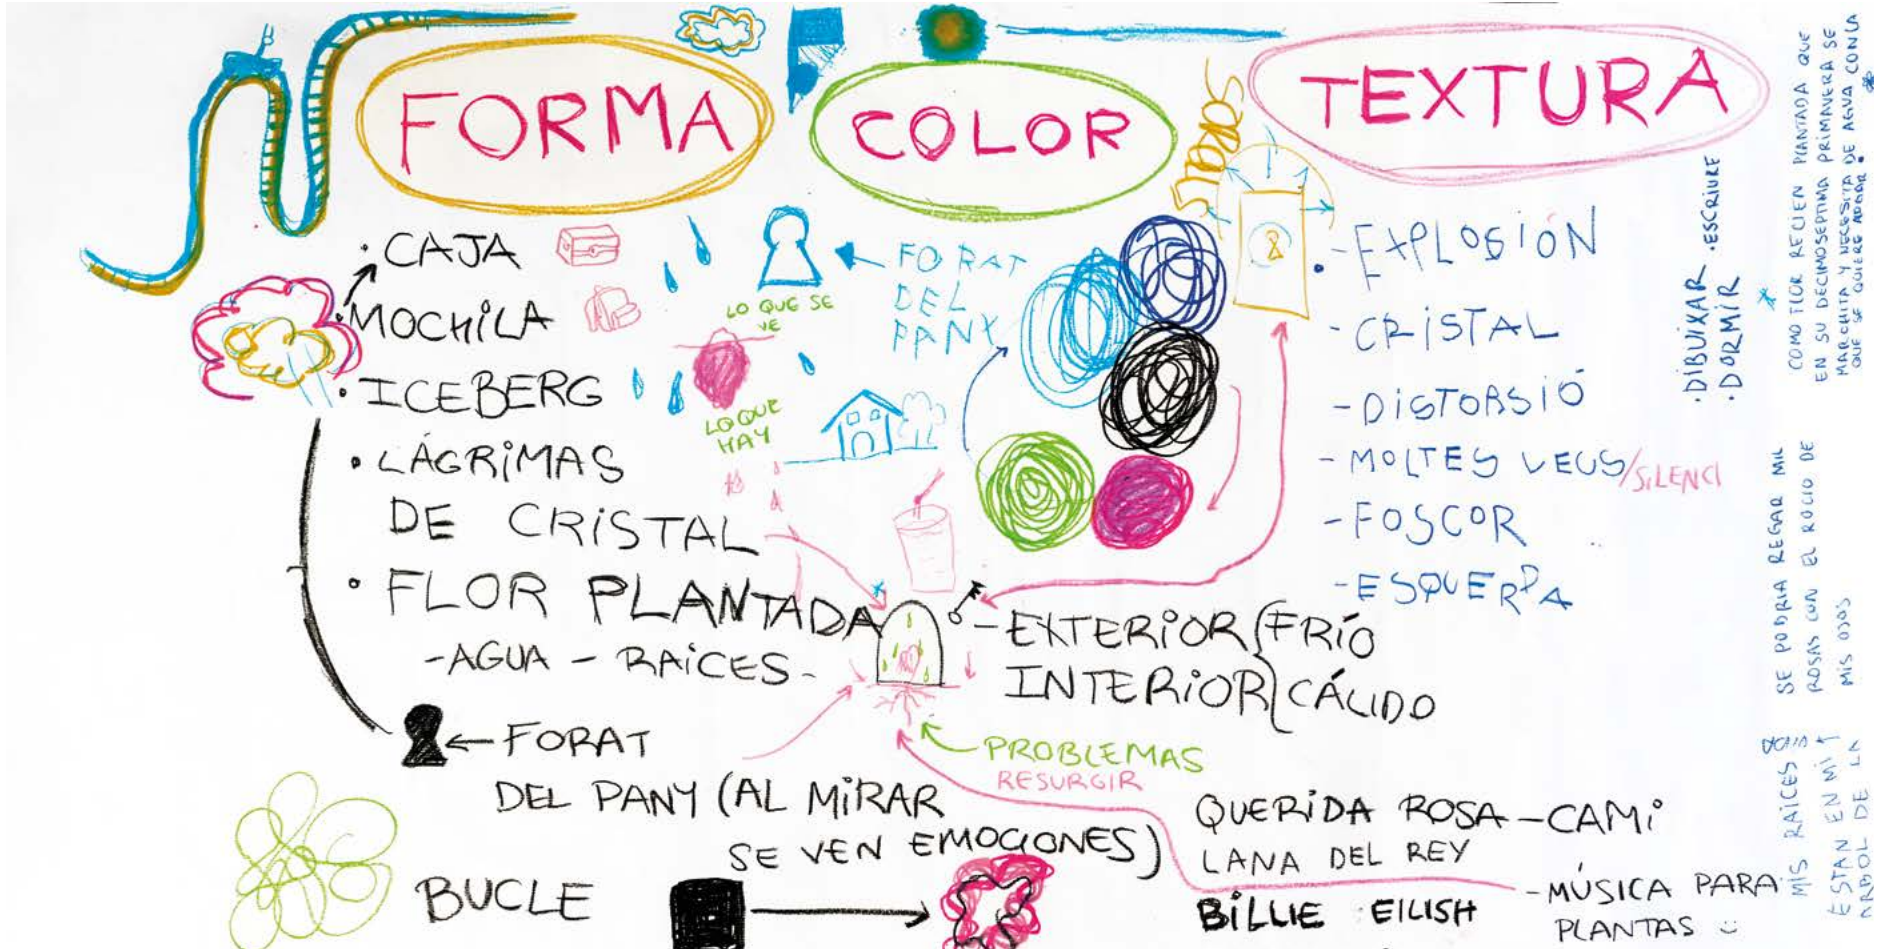 FORMA
COLOR
TEXTURA
SOROLL
· CAJA
· MOCHILA
· ICEBERG
· LÁGRIMAS
DE CRISTAL
· FLOR PLANTADA
- AGUA - RAICES -
← FORAT
DEL PANY (AL MIRAR
SE VEN EMOCIONES)
BUCLE
LO QUE SE
VE
LO QUE
HAY
FORAT
DEL
PANY
- EXPLOSIÓN
- CRISTAL
- DISTORSIÓ
- MOLTES VEUS/SILENCI
- FOSCOR
- ESQUERDA
- EXTERIOR FRÍO
INTERIOR CÁLIDO
PROBLEMAS
RESURGIR
QUERIDA ROSA - CAMI
LANA DEL REY
BILLIE EILISH
- MÚSICA PARA
PLANTAS
· DIBUIXAR · ESCRIURE
· DORMIR
COMO FLOR RECIEN PLANTADA QUE
EN SU DECIMOSEPTIMA PRIMAVERA SE
MARCHITA Y NECESITA DE AGUA CON LA
QUE SE QUIERE
SE PODRIA REGAR MIL
ROSAS CON EL ROCIO DE
MIS OJOS
MIS RAICES
ESTAN EN MI
ARBOL DE LA